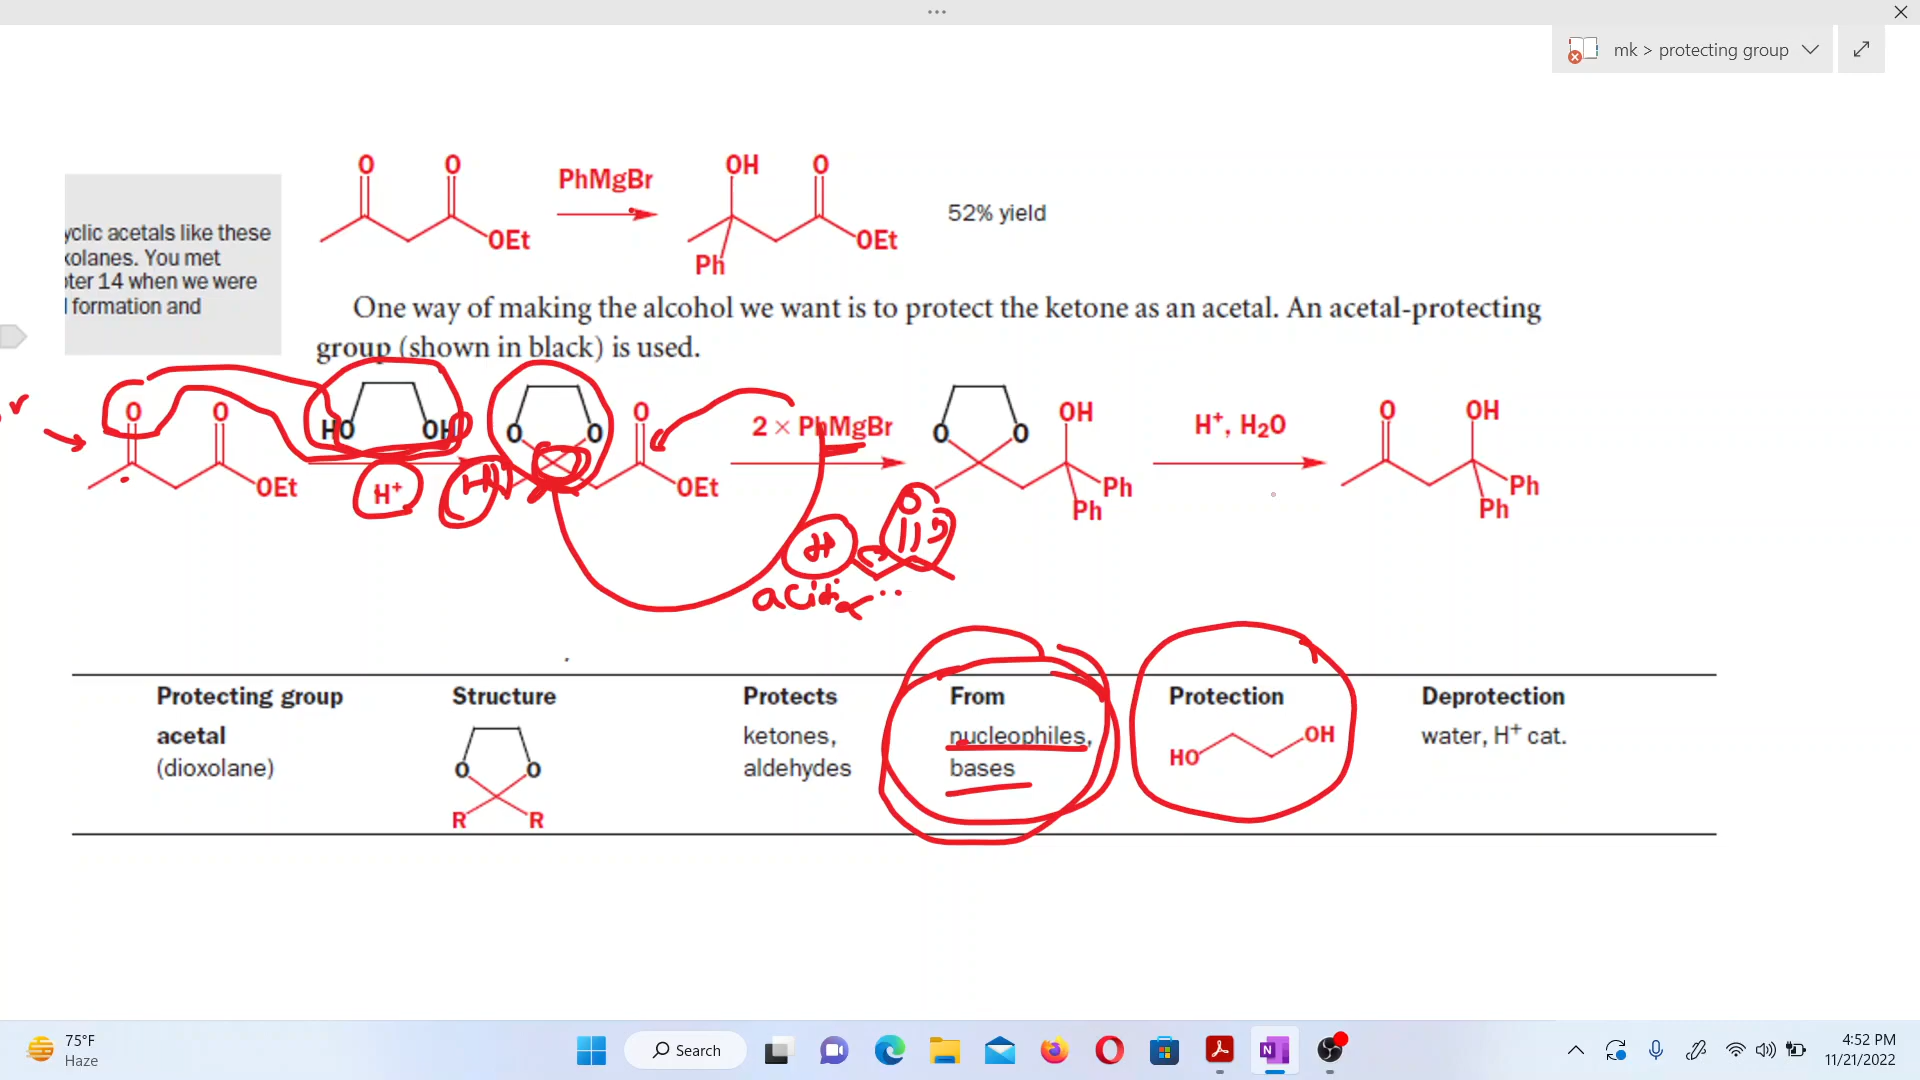 mk > protecting group
O O OH O
PhMgBr
OEt Ph OEt
52% yield
yclic acetals like these
xolanes. You met
ter 14 when we were
formation and
One way of making the alcohol we want is to protect the ketone as an acetal. An acetal-protecting
group (shown in black) is used.
r
O O HO OH O O O 2 × PhMgBr O O OH H⁺, H₂O O OH
OEt H⁺ H OEt Ph Ph Ph Ph
O
H
Protecting group Structure Protects From Protection Deprotection
acetal ketones, nucleophiles, HO OH water, H⁺ cat.
(dioxolane) O O aldehydes bases
R R
75°F
Haze
Search
4:52 PM
11/21/2022